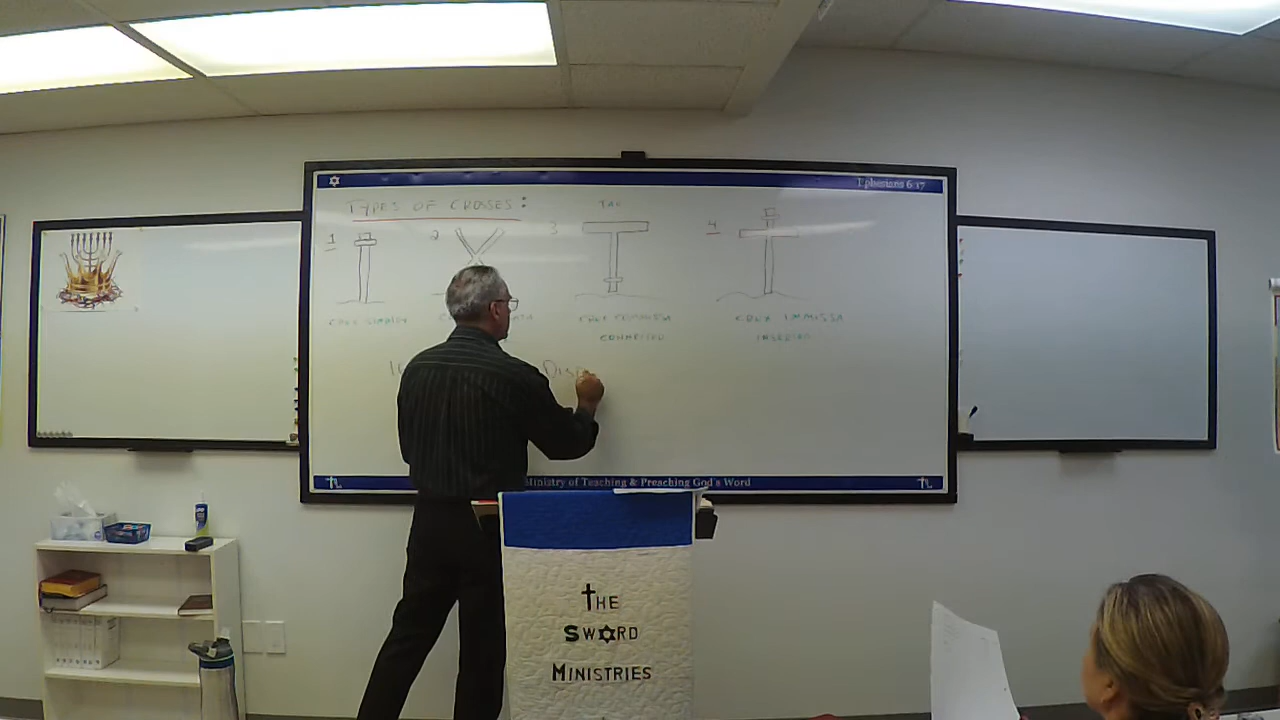 Ephesians 6:17
TYPES OF CROSSES:
TAU
1
2
3
4
CRUX SIMPLEX
CRUX COMMISSA
CRUX IMMISSA
CONNECTED
INSERTED
Ministry of Teaching & Preaching God's Word
THE
SWORD
MINISTRIES